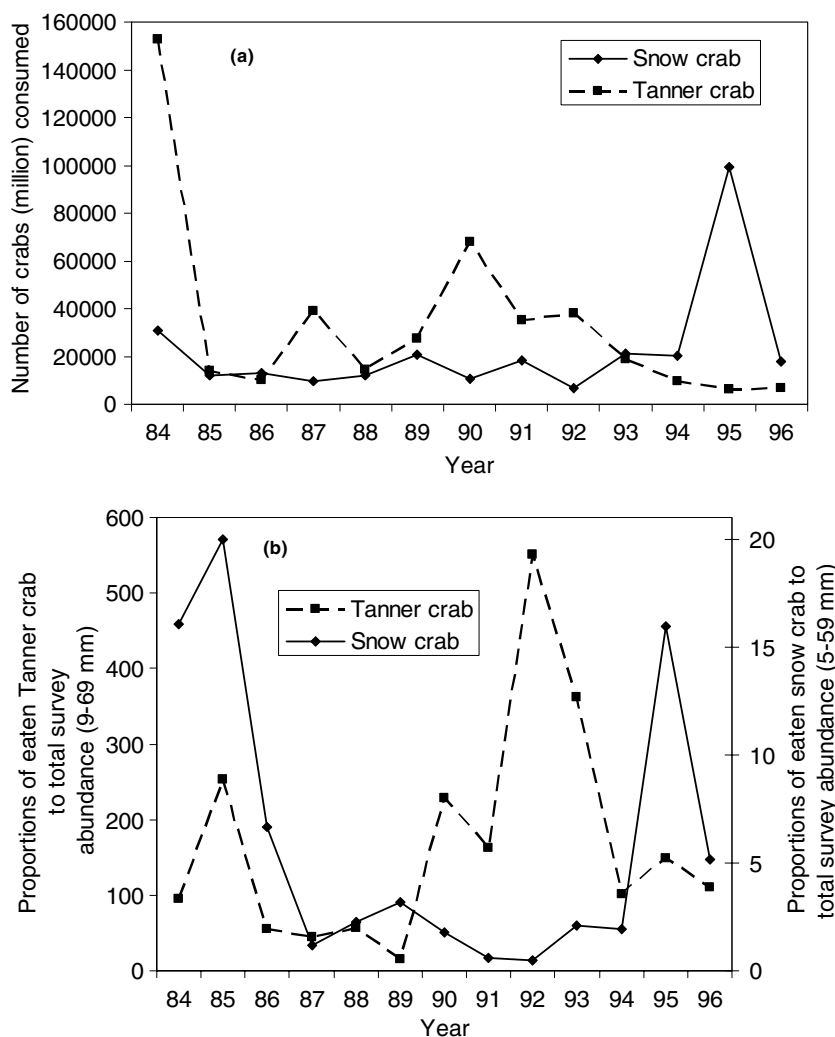 160000
140000
120000
100000
80000
60000
40000
20000
0
Number of crabs (million) consumed
(a)
Snow crab
Tanner crab
84 85 86 87 88 89 90 91 92 93 94 95 96
Year
600
500
400
300
200
100
0
Proportions of eaten Tanner crab
to total survey
abundance (9-69 mm)
(b)
Tanner crab
Snow crab
20
15
10
5
0
Proportions of eaten snow crab to
total survey abundance (5-59 mm)
84 85 86 87 88 89 90 91 92 93 94 95 96
Year